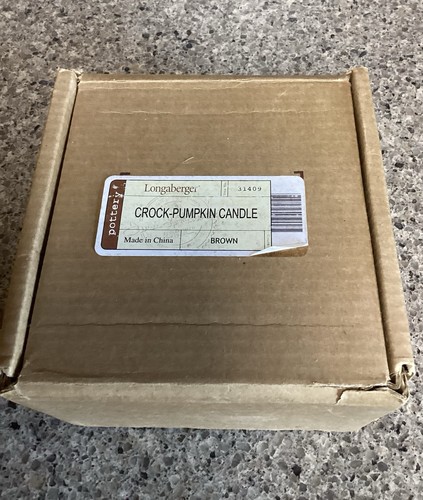 pottery
Longaberger
31409
CROCK-PUMPKIN CANDLE
Made in China
BROWN